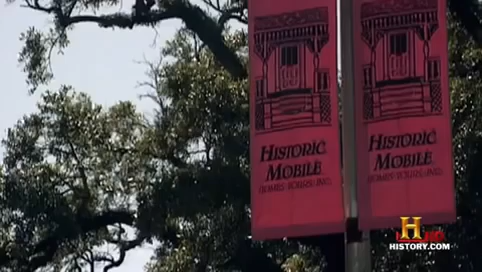 HISTORIC
MOBILE
HOMES TOURS, INC.
HISTORIC
MOBILE
HOMES TOURS, INC.
H
HISTORY.COM